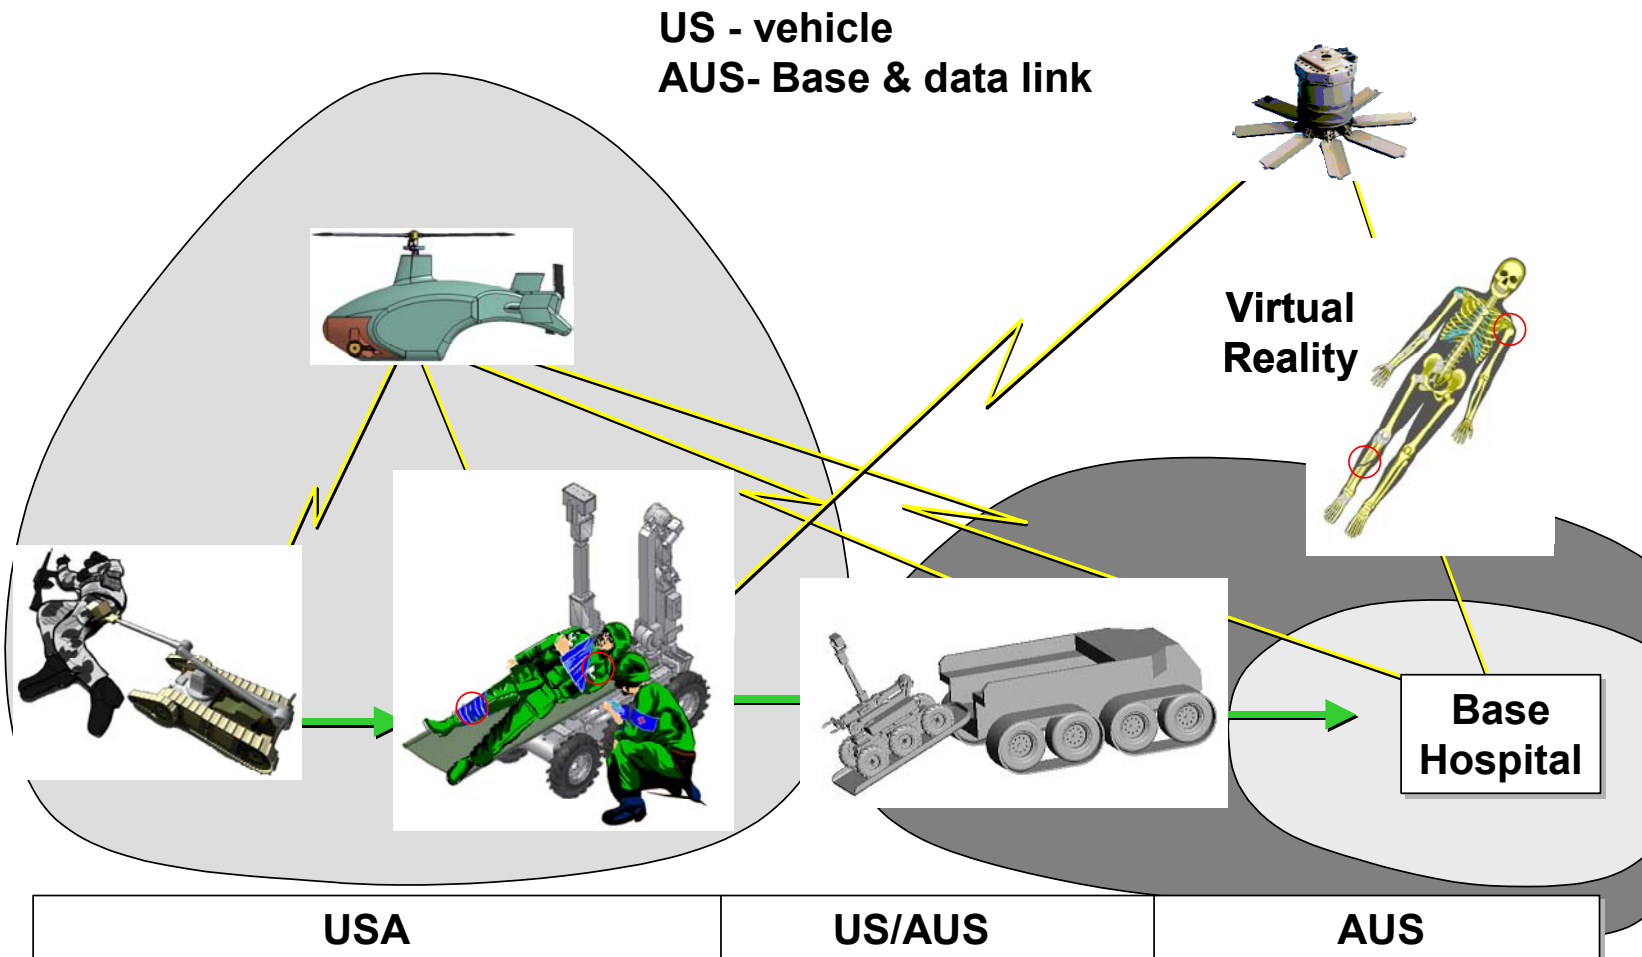 US - vehicle
AUS- Base & data link
Virtual
Reality
Base
Hospital
USA
US/AUS
AUS